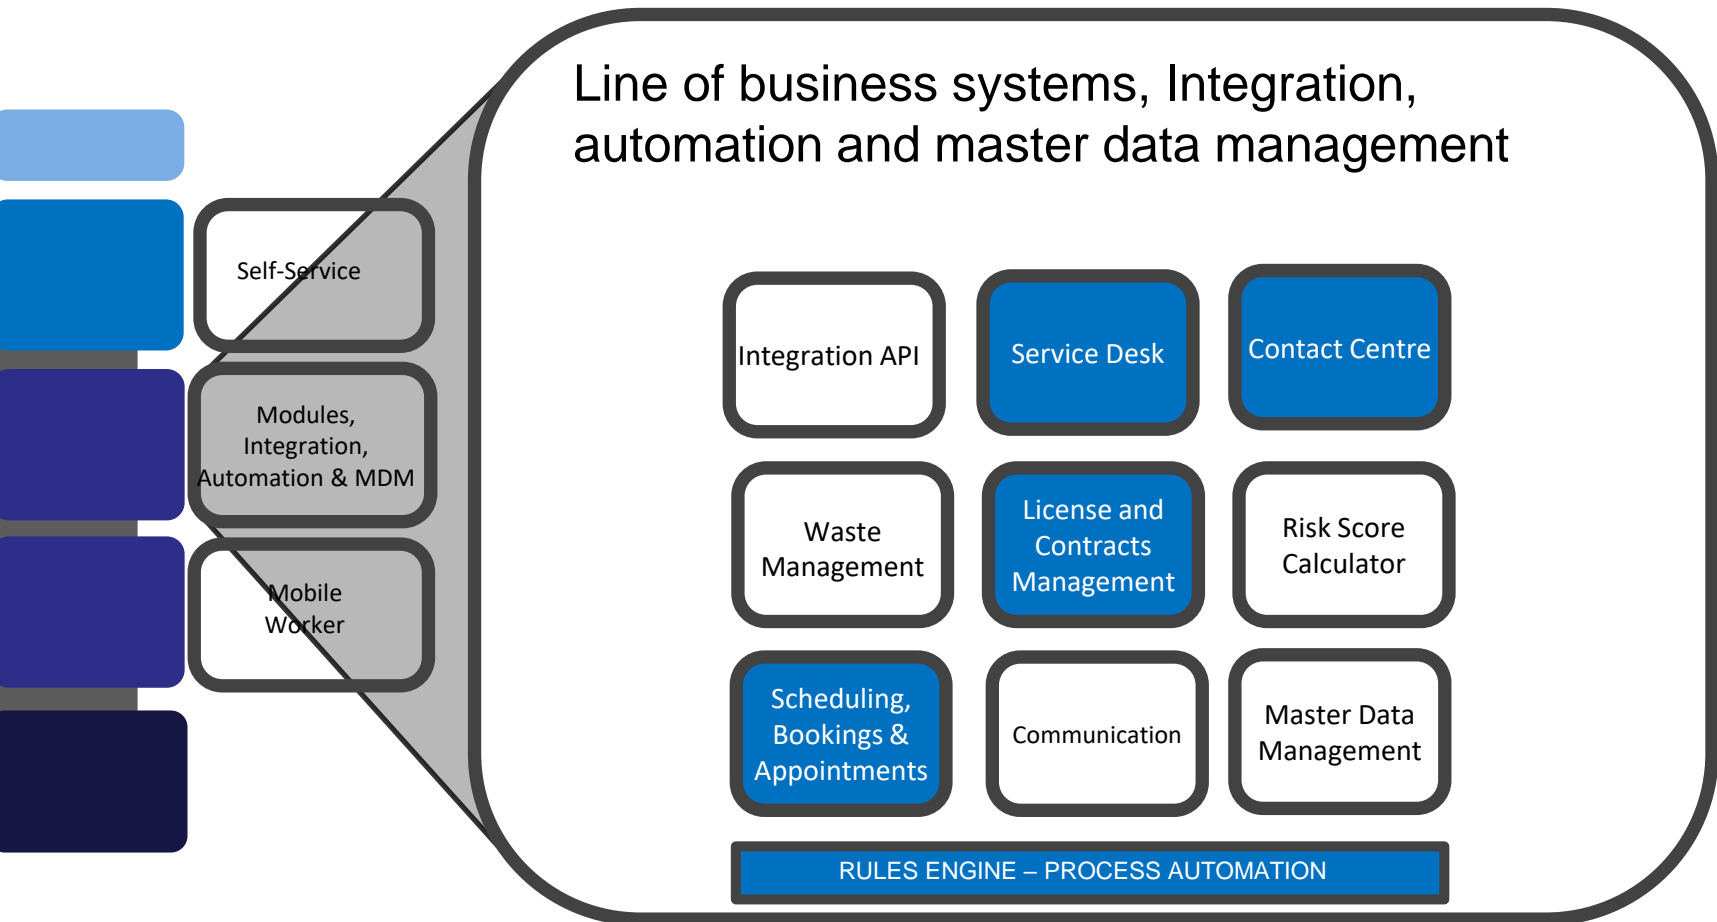 Line of business systems, Integration,
automation and master data management
Self-Service
Modules,
Integration,
Automation & MDM
Mobile
Worker
Integration API
Service Desk
Contact Centre
Waste
Management
License and
Contracts
Management
Risk Score
Calculator
Scheduling,
Bookings &
Appointments
Communication
Master Data
Management
RULES ENGINE – PROCESS AUTOMATION